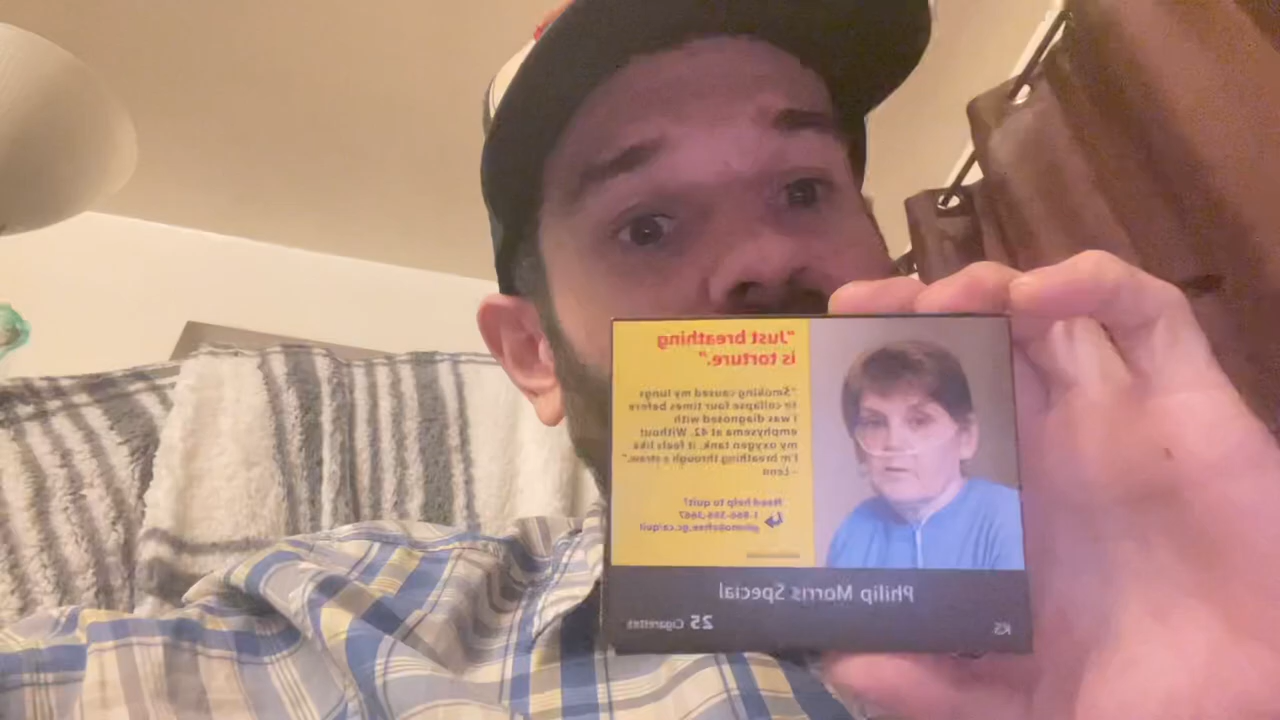 "Just breathing
is torture."
"Smoking caused my lungs
to collapse four times before
I was diagnosed with
emphysema at 42. Without
my oxygen tank, it feels like
I'm breathing through a straw."
Need help to quit?
gosmokefree.gc.ca/quit
Philip Morris Special
KS
25 Cigarettes